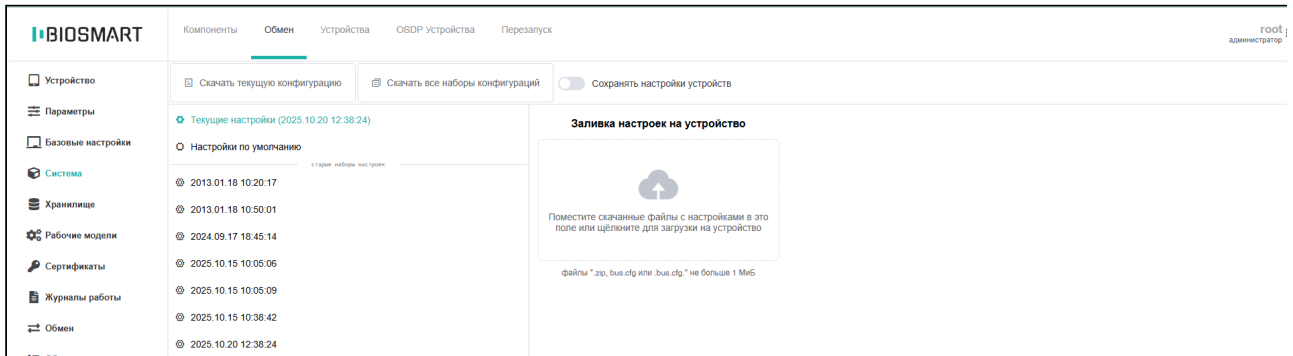 BIOSMART
Компоненты Обмен Устройства OSDP Устройства Перезапуск
root
администратор
Устройство
Параметры
Базовые настройки
Система
Хранилище
Рабочие модели
Сертификаты
Журналы работы
Обмен
Скачать текущую конфигурацию Скачать все наборы конфигураций Сохранять настройки устройств
Текущие настройки (2025.10.20 12:38:24)
Настройки по умолчанию
старые наборы настроек
2013.01.18 10:20:17
2013.01.18 10:50:01
2024.09.17 18:45:14
2025.10.15 10:05:06
2025.10.15 10:05:09
2025.10.15 10:38:42
2025.10.20 12:38:24
Заливка настроек на устройство
Поместите скачанные файлы с настройками в это
поле или щёлкните для загрузки на устройство
файлы *.zip, bus.cfg или .bus.cfg.* не больше 1 МиБ